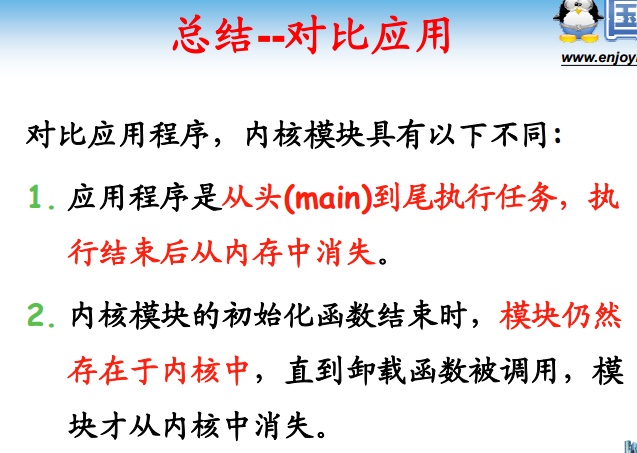 总结--对比应用
国
www.enjoy
对比应用程序，内核模块具有以下不同：
1. 应用程序是从头(main)到尾执行任务，执
行结束后从内存中消失。
2. 内核模块的初始化函数结束时，模块仍然
存在于内核中，直到卸载函数被调用，模
块才从内核中消失。